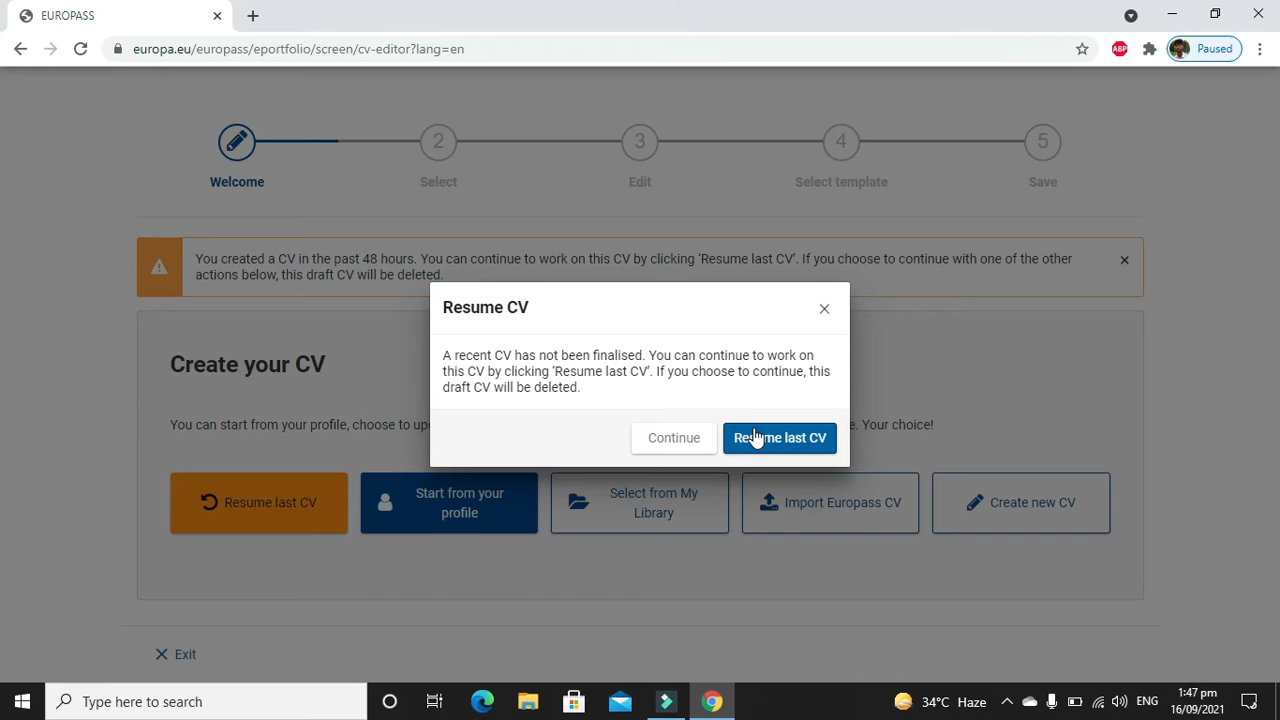 EUROPASS
europa.eu/europass/eportfolio/screen/cv-editor?lang=en
ABP
Paused
2
3
4
5
Welcome
Select
Edit
Select template
Save
You created a CV in the past 48 hours. You can continue to work on this CV by clicking ‘Resume last CV’. If you choose to continue with one of the other
actions below, this draft CV will be deleted.
Resume CV
A recent CV has not been finalised. You can continue to work on
this CV by clicking ‘Resume last CV’. If you choose to continue, this
draft CV will be deleted.
Continue
Resume last CV
Create your CV
You can start from your profile, choose to up
e. Your choice!
Resume last CV
Start from your
profile
Select from My
Library
Import Europass CV
Create new CV
Exit
Type here to search
34°C Haze
ENG
1:47 pm
16/09/2021